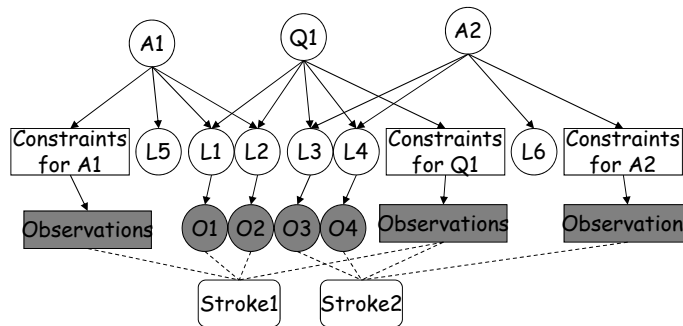 A1
Q1
A2
Constraints
for A1
L5
L1
L2
L3
L4
Constraints
for Q1
L6
Constraints
for A2
Observations
O1
O2
O3
O4
Observations
Observations
Stroke1
Stroke2